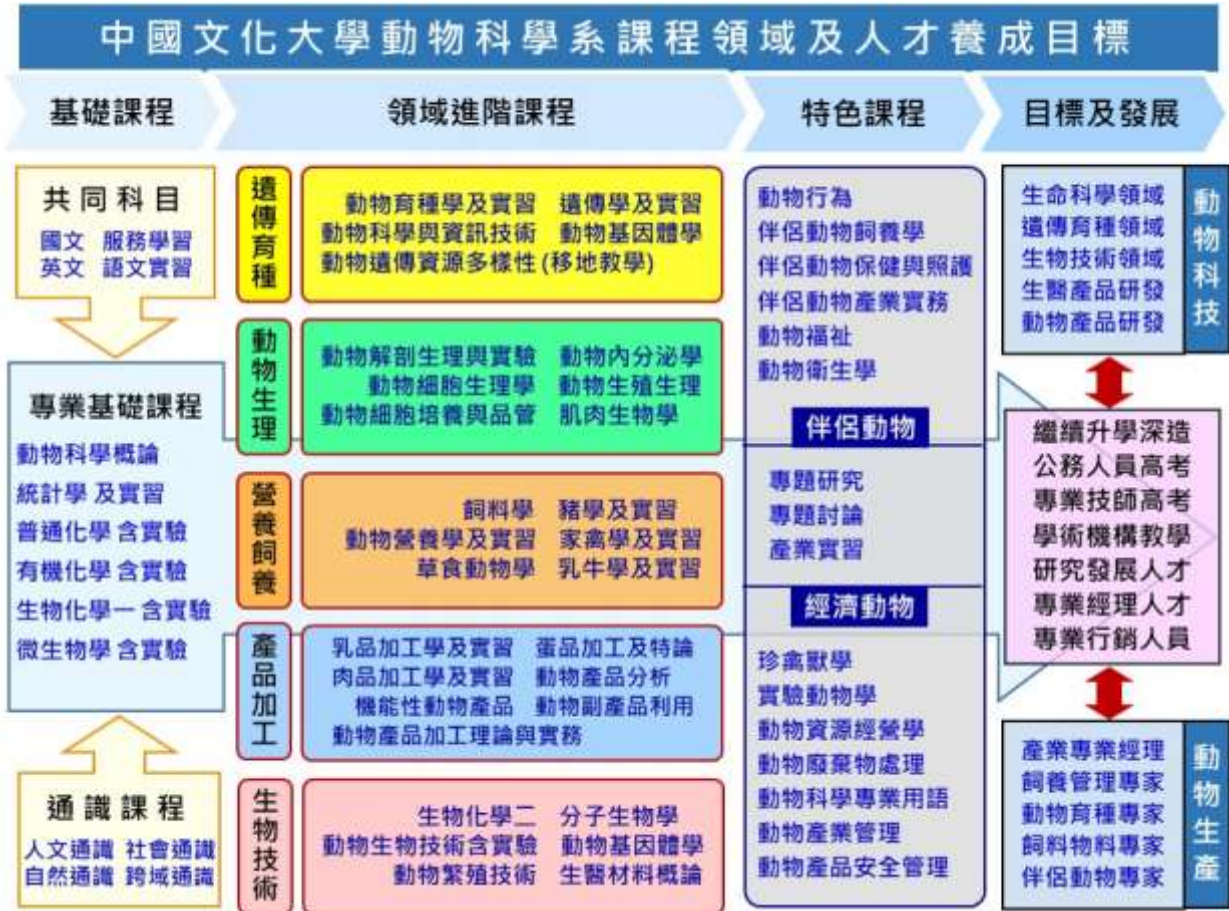 中國文化大學動物科學系課程領域及人才養成目標
基礎課程
領域進階課程
特色課程
目標及發展
共同科目
國文 服務學習
英文 語文實習
專業基礎課程
動物科學概論
統計學及實習
普通化學含實驗
有機化學含實驗
生物化學一含實驗
微生物學含實驗
通識課程
人文通識 社會通識
自然通識 跨域通識
遺傳育種
動物育種學及實習 遺傳學及實習
動物科學與資訊技術 動物基因體學
動物遺傳資源多樣性(移地教學)
動物生理
動物解剖生理與實驗 動物內分泌學
動物細胞生理學 動物生殖生理
動物細胞培養與品管 肌肉生物學
營養飼養
飼料學 豬學及實習
動物營養學及實習 家禽學及實習
草食動物學 乳牛學及實習
產品加工
乳品加工學及實習 蛋品加工及特論
肉品加工學及實習 動物產品分析
機能性動物產品 動物副產品利用
動物產品加工理論與實務
生物技術
生物化學二 分子生物學
動物生物技術含實驗 動物基因體學
動物繁殖技術 生醫材料概論
動物行為
伴侶動物飼養學
伴侶動物保健與照護
伴侶動物產業實務
動物福祉
動物衛生學
伴侶動物
專題研究
專題討論
產業實習
經濟動物
珍禽獸學
實驗動物學
動物資源經營學
動物廢棄物處理
動物科學專業用語
動物產業管理
動物產品安全管理
生命科學領域
遺傳育種領域
生物技術領域
生醫產品研發
動物產品研發
動物科技
繼續升學深造
公務人員高考
專業技師高考
學術機構教學
研究發展人才
專業經理人才
專業行銷人員
產業專業經理
飼養管理專家
動物育種專家
飼料物料專家
伴侶動物專家
動物生產